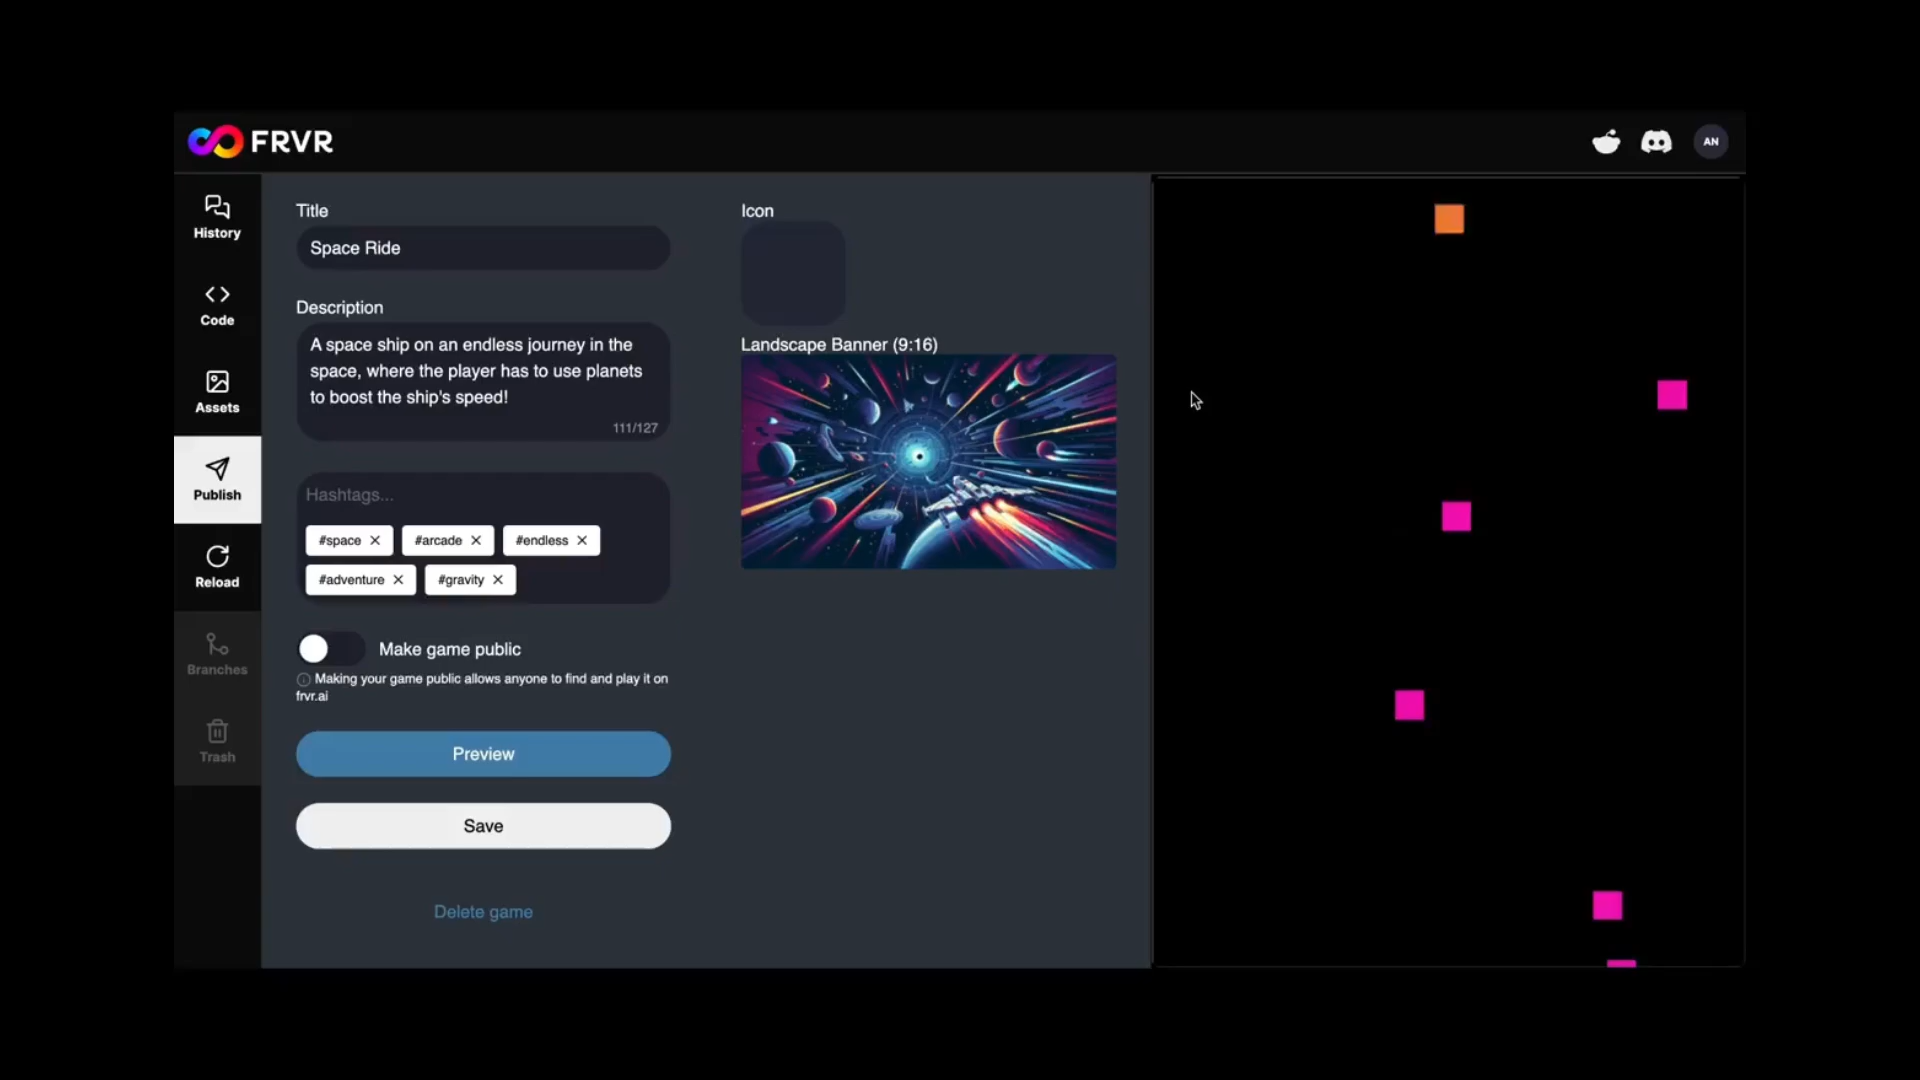 FRVR
AN
History
Code
Assets
Publish
Reload
Branches
Trash
Title
Space Ride
Description
A space ship on an endless journey in the
space, where the player has to use planets
to boost the ship's speed!
111/127
Hashtags...
#space
#arcade
#endless
#adventure
#gravity
Make game public
Making your game public allows anyone to find and play it on
frvr.ai
Preview
Save
Delete game
Icon
Landscape Banner (9:16)